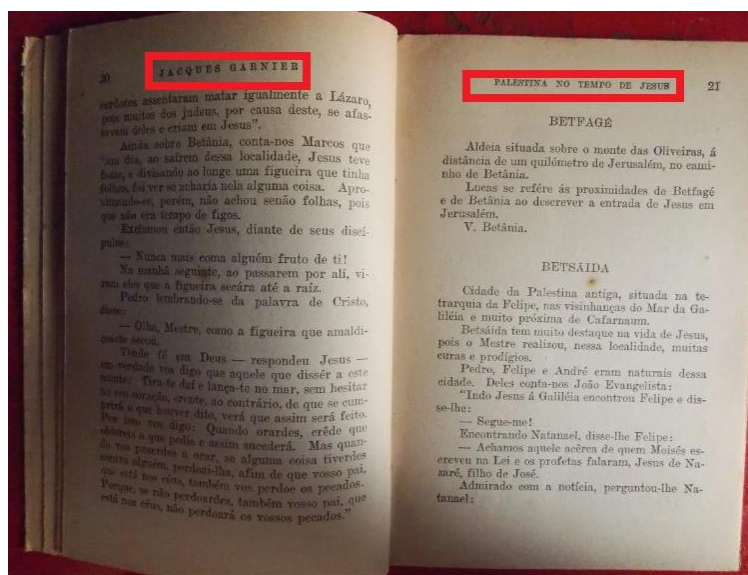 20 JACQUES GARNIER
cerdotes assentaram matar igualmente a Lázaro,
pois muitos dos judeus, por causa deste, se afas-
tavam deles e criam em Jesus".
Ainda sobre Betânia, conta-nos Marcos que
"um dia, ao saírem dessa localidade, Jesus teve
fome, e divisando ao longe uma figueira que tinha
folhas, foi ver se acharia nela alguma coisa. Apro-
ximando-se, porém, não achou senão folhas, pois
que não era tempo de figos.
Exclamou então Jesus, diante de seus discí-
pulos:
— Nunca mais coma alguém fruto de ti!
Na manhã seguinte, ao passarem por alí, vi-
ram eles que a figueira secára até a raíz.
Pedro lembrando-se da palavra de Cristo,
disse:
— Olha, Mestre, como a figueira que amaldi-
çoaste secou.
Tende fé em Deus — respondeu Jesus —
em verdade vos digo que aquele que dissér a este
monte: Tira-te daí e lança-te no mar, sem hesitar
no seu coração, crente, ao contrário, de que se cum-
prirá o que houver dito, verá que assim será feito.
Por isso vos digo: Quando orardes, crêde que
obtereis o que pedis e assim sucederá. Mas quan-
do vos puserdes a orar, se alguma coisa tiverdes
contra alguém, perdoai-lha, afim de que vosso pai,
que está nos céus, também vos perdoe os pecados.
Porque, se não perdoardes, também vosso pai, que
está nos céus, não perdoará os vossos pecados."
PALESTINA NO TEMPO DE JESUS 21
BETFAGÉ
Aldeia situada sobre o monte das Oliveiras, á
distância de um quilómetro de Jerusalém, no cami-
nho de Betânia.
Lucas se refére ás proximidades de Betfagé
e de Betânia ao descrever a entrada de Jesus em
Jerusalém.
V. Betânia.
BETSÁIDA
Cidade da Palestina antiga, situada na te-
trarquia da Felipe, nas visinhanças do Mar da Ga-
liléia e muito próxima de Cafarnaum.
Betsáida tem muito destaque na vida de Jesus,
pois o Mestre realizou, nessa localidade, muitas
curas e prodígios.
Pedro, Felipe e André eram naturais dessa
cidade. Deles conta-nos João Evangelista:
"Indo Jesus á Galiléia encontrou Felipe e dis-
se-lhe:
— Segue-me!
Encontrando Natanael, disse-lhe Felipe:
— Achamos aquele acêrca de quem Moisés es-
creveu na Lei e os profetas falaram, Jesus de Na-
zaré, filho de José.
Admirado com a notícia, perguntou-lhe Na-
tanael: